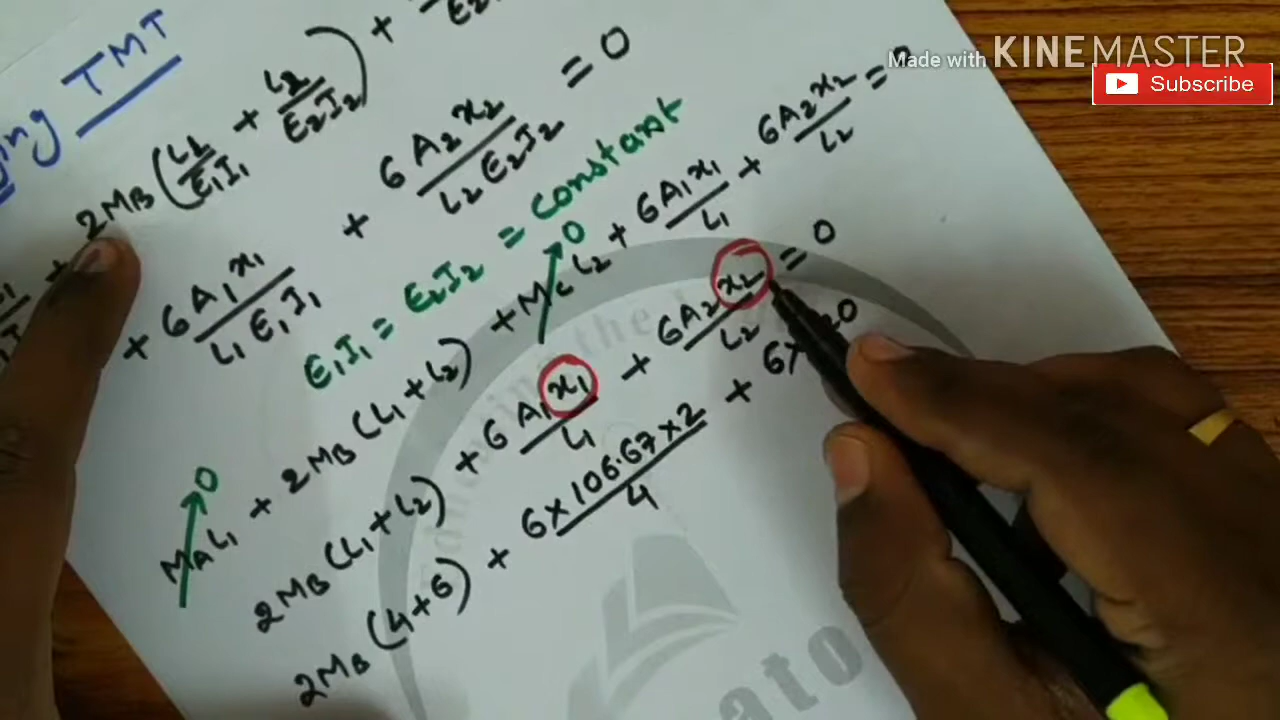 Made with KINEMASTER
Subscribe
ing TMT
2MB (L2/E1I1 + L2/E2I2) +
+ 6A1x1/L1E1I1 + 6A2x2/L2E2I2 = 0
E1I1 = E2I2 = constant
MAL1 0 + 2MB (L1+L2) + McL2 0 + 6A1x1/L1 + 6A2x2/L2 =
2MB (L1+L2) + 6A1x1/L1 + 6A2x2/L2 = 0
2MB (4+6) + 6×106.67×2/4 + 6×